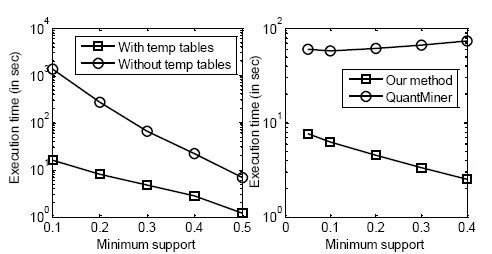 10^4
10^3
10^2
10^1
10^0
Execution time (in sec)
With temp tables
Without temp tables
0.1 0.2 0.3 0.4 0.5
Minimum support
10^2
10^1
10^0
Execution time (in sec)
Our method
QuantMiner
0 0.1 0.2 0.3 0.4
Minimum support